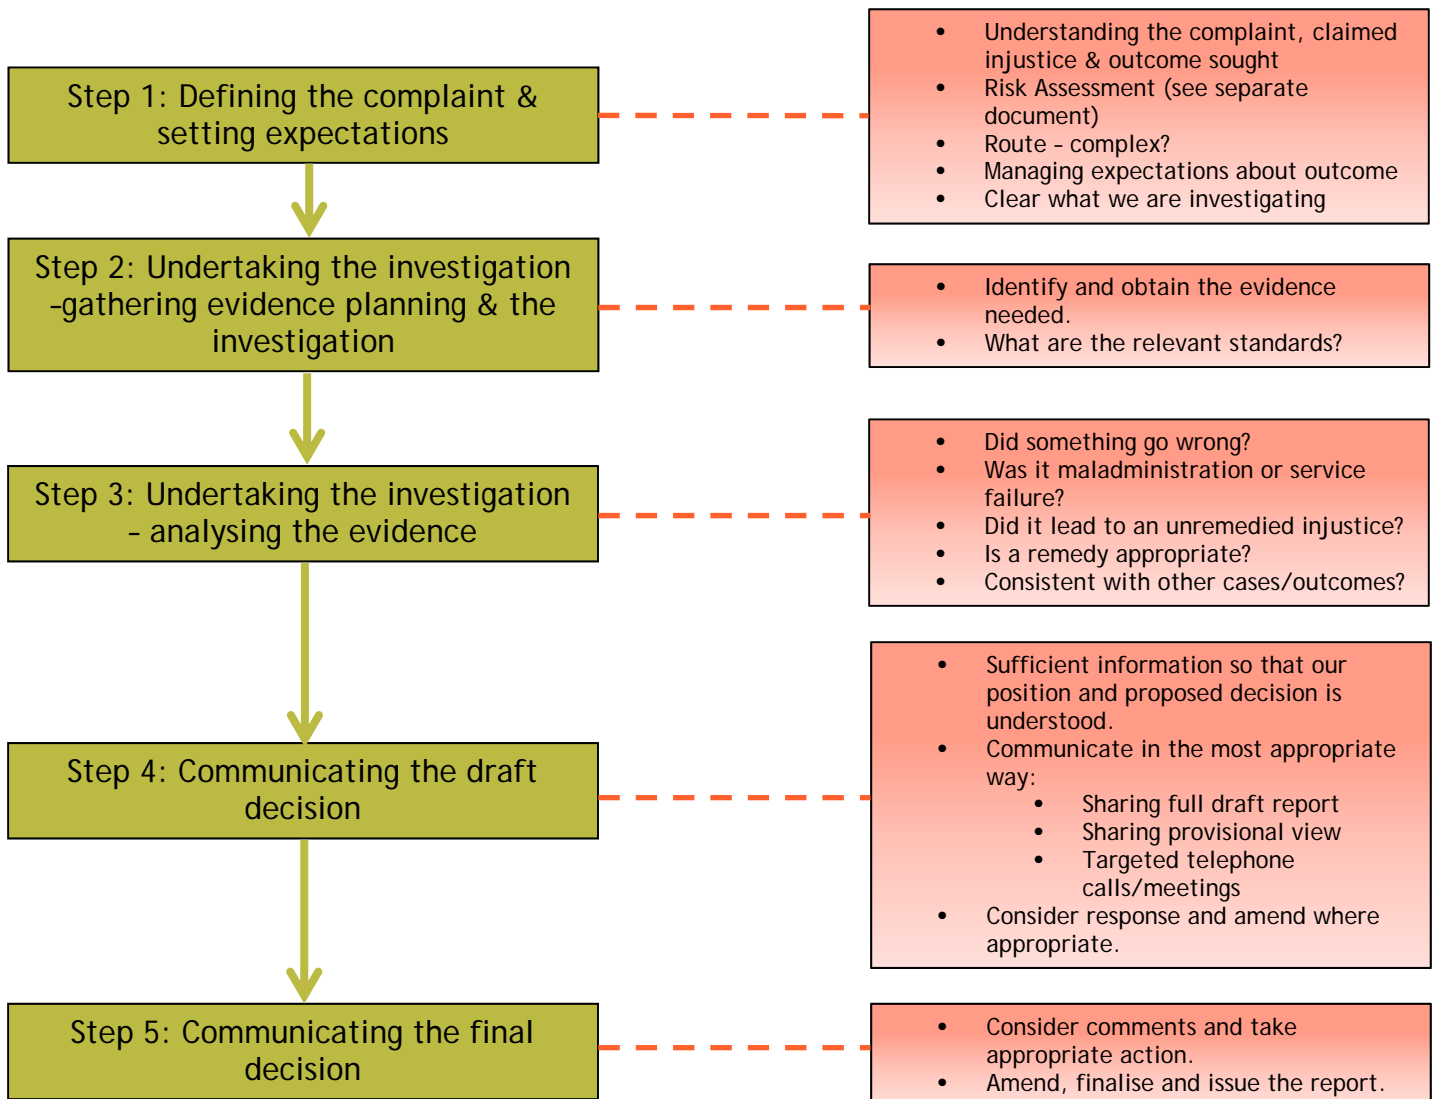 Step 1: Defining the complaint &
setting expectations
• Understanding the complaint, claimed
injustice & outcome sought
• Risk Assessment (see separate
document)
• Route – complex?
• Managing expectations about outcome
• Clear what we are investigating
Step 2: Undertaking the investigation
–gathering evidence planning & the
investigation
• Identify and obtain the evidence
needed.
• What are the relevant standards?
Step 3: Undertaking the investigation
– analysing the evidence
• Did something go wrong?
• Was it maladministration or service
failure?
• Did it lead to an unremedied injustice?
• Is a remedy appropriate?
• Consistent with other cases/outcomes?
Step 4: Communicating the draft
decision
• Sufficient information so that our
position and proposed decision is
understood.
• Communicate in the most appropriate
way:
• Sharing full draft report
• Sharing provisional view
• Targeted telephone
calls/meetings
• Consider response and amend where
appropriate.
Step 5: Communicating the final
decision
• Consider comments and take
appropriate action.
• Amend, finalise and issue the report.